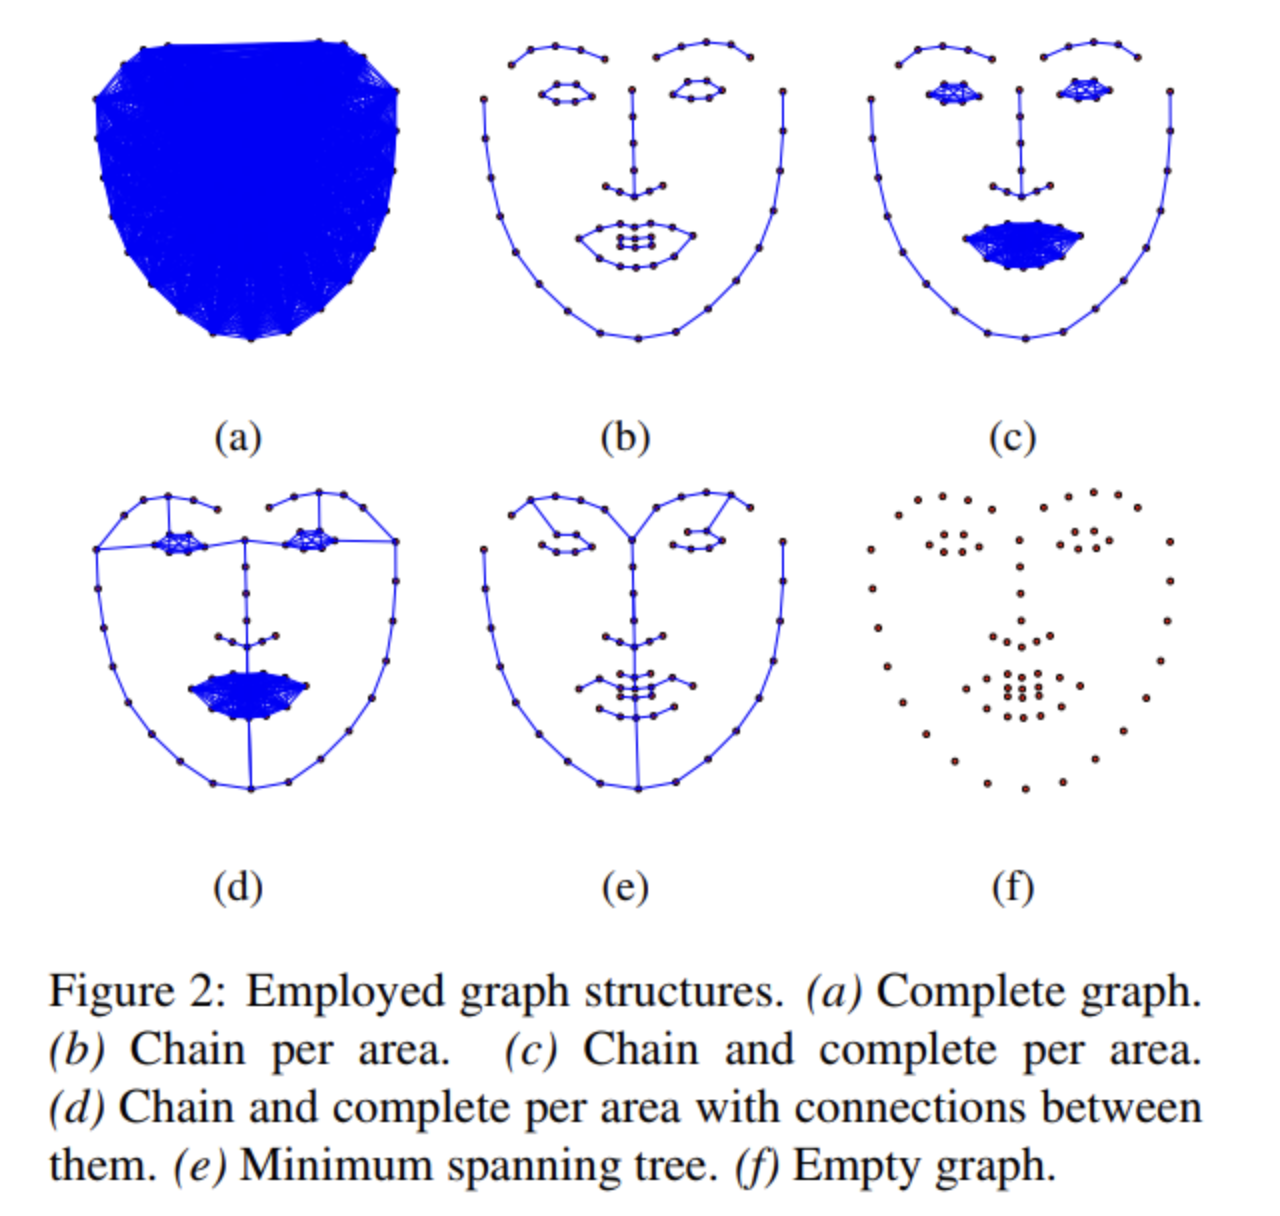 (a) (b) (c)
(d) (e) (f)
Figure 2: Employed graph structures. (a) Complete graph.
(b) Chain per area. (c) Chain and complete per area.
(d) Chain and complete per area with connections between
them. (e) Minimum spanning tree. (f) Empty graph.